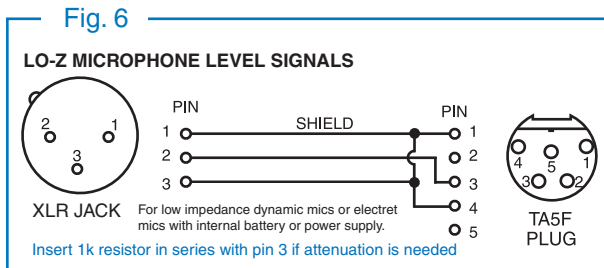 Fig. 6
LO-Z MICROPHONE LEVEL SIGNALS
PIN
SHIELD
PIN
1
2
3
1
2
3
4
5
2
1
3
4
5
1
3
2
XLR JACK
For low impedance dynamic mics or electret
mics with internal battery or power supply.
TA5F
PLUG
Insert 1k resistor in series with pin 3 if attenuation is needed